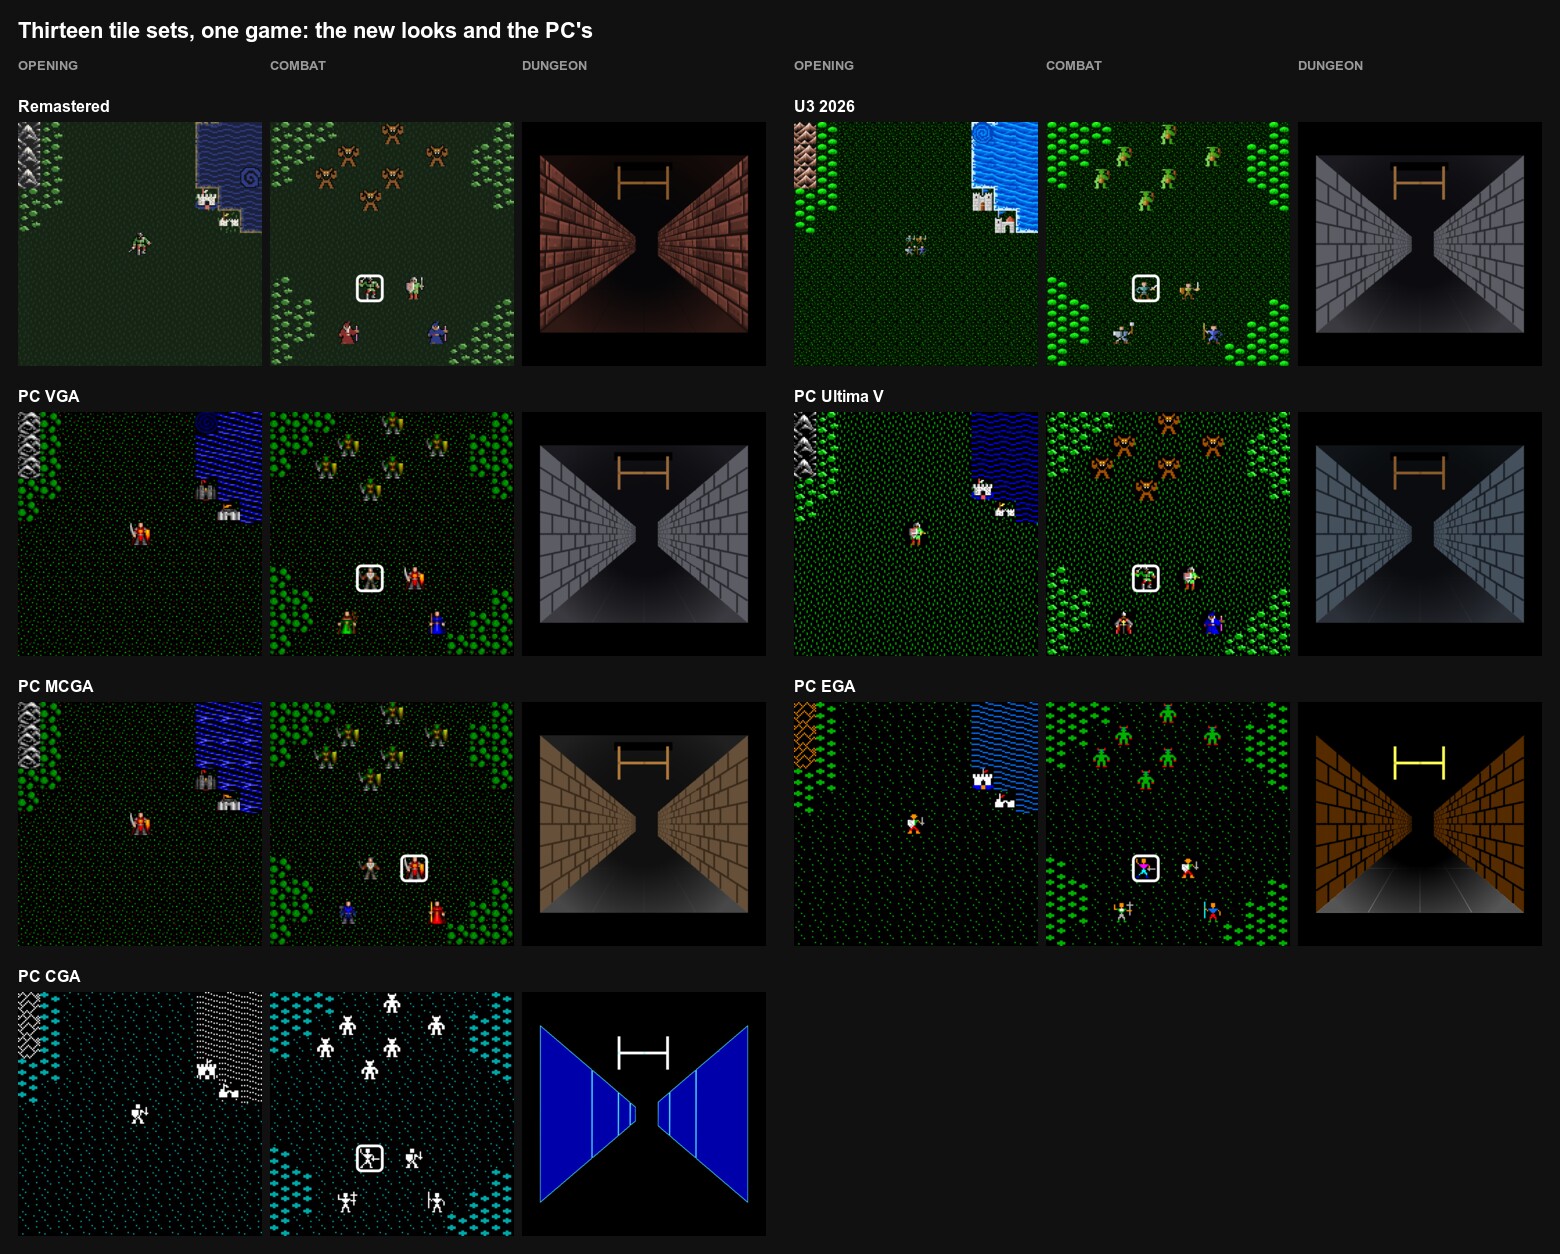 Thirteen tile sets, one game: the new looks and the PC's
OPENING COMBAT DUNGEON OPENING COMBAT DUNGEON
Remastered U3 2026
PC VGA PC Ultima V
PC MCGA PC EGA
PC CGA